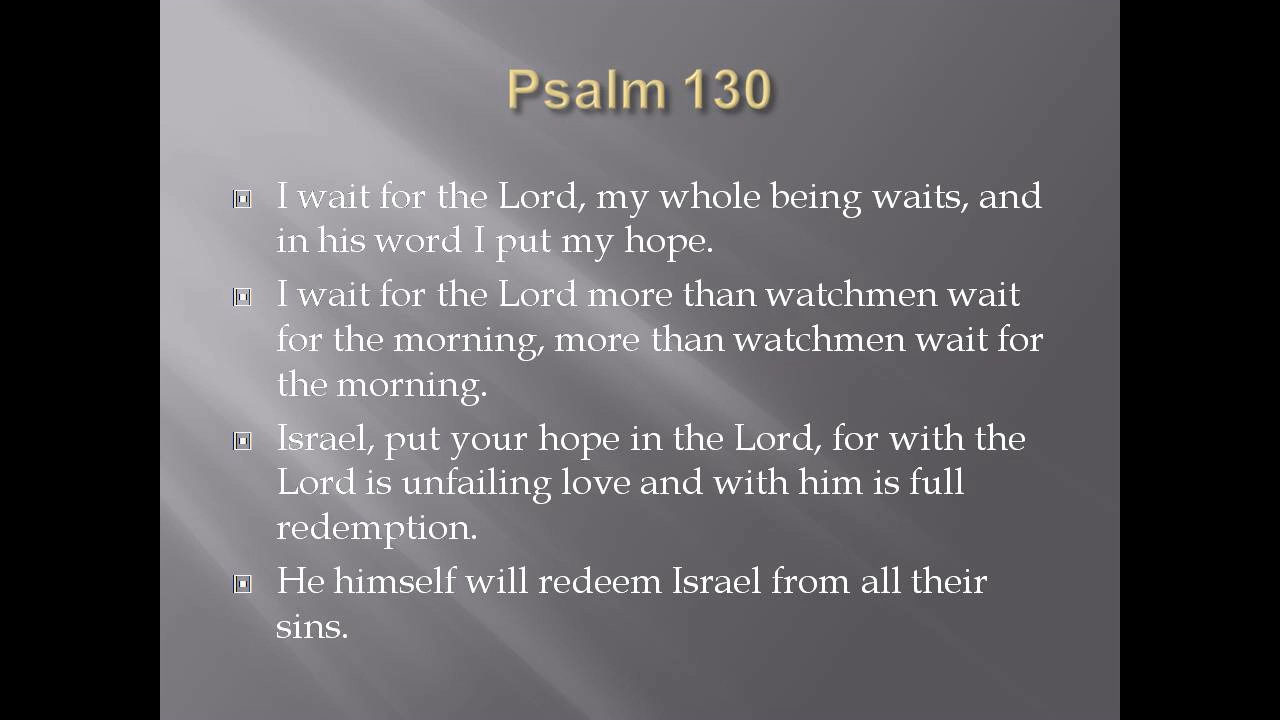 Psalm 130
I wait for the Lord, my whole being waits, and
in his word I put my hope.
I wait for the Lord more than watchmen wait
for the morning, more than watchmen wait for
the morning.
Israel, put your hope in the Lord, for with the
Lord is unfailing love and with him is full
redemption.
He himself will redeem Israel from all their
sins.